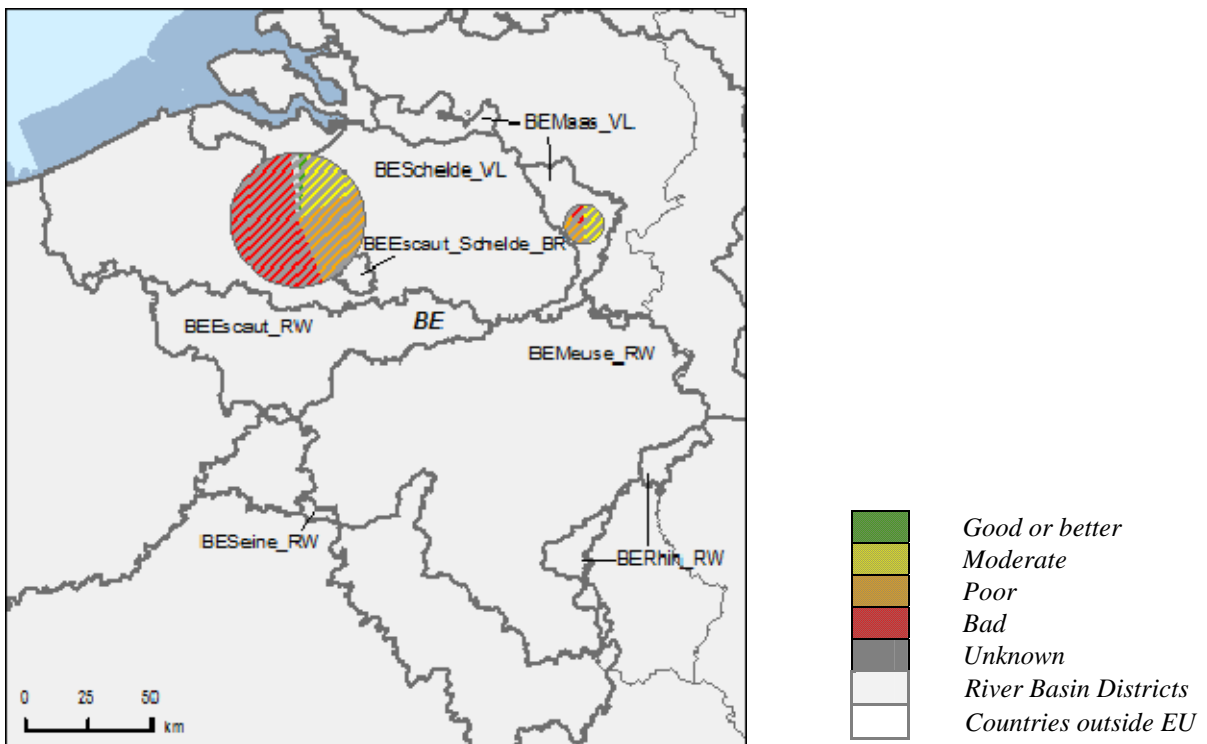 BEMaas_VL
BESchelde_VL
BEEscaut_Schelde_BR
BEEscaut_RW
BE
BEMeuse_RW
BESeine_RW
BERhin_RW
0 25 50
km
Good or better
Moderate
Poor
Bad
Unknown
River Basin Districts
Countries outside EU